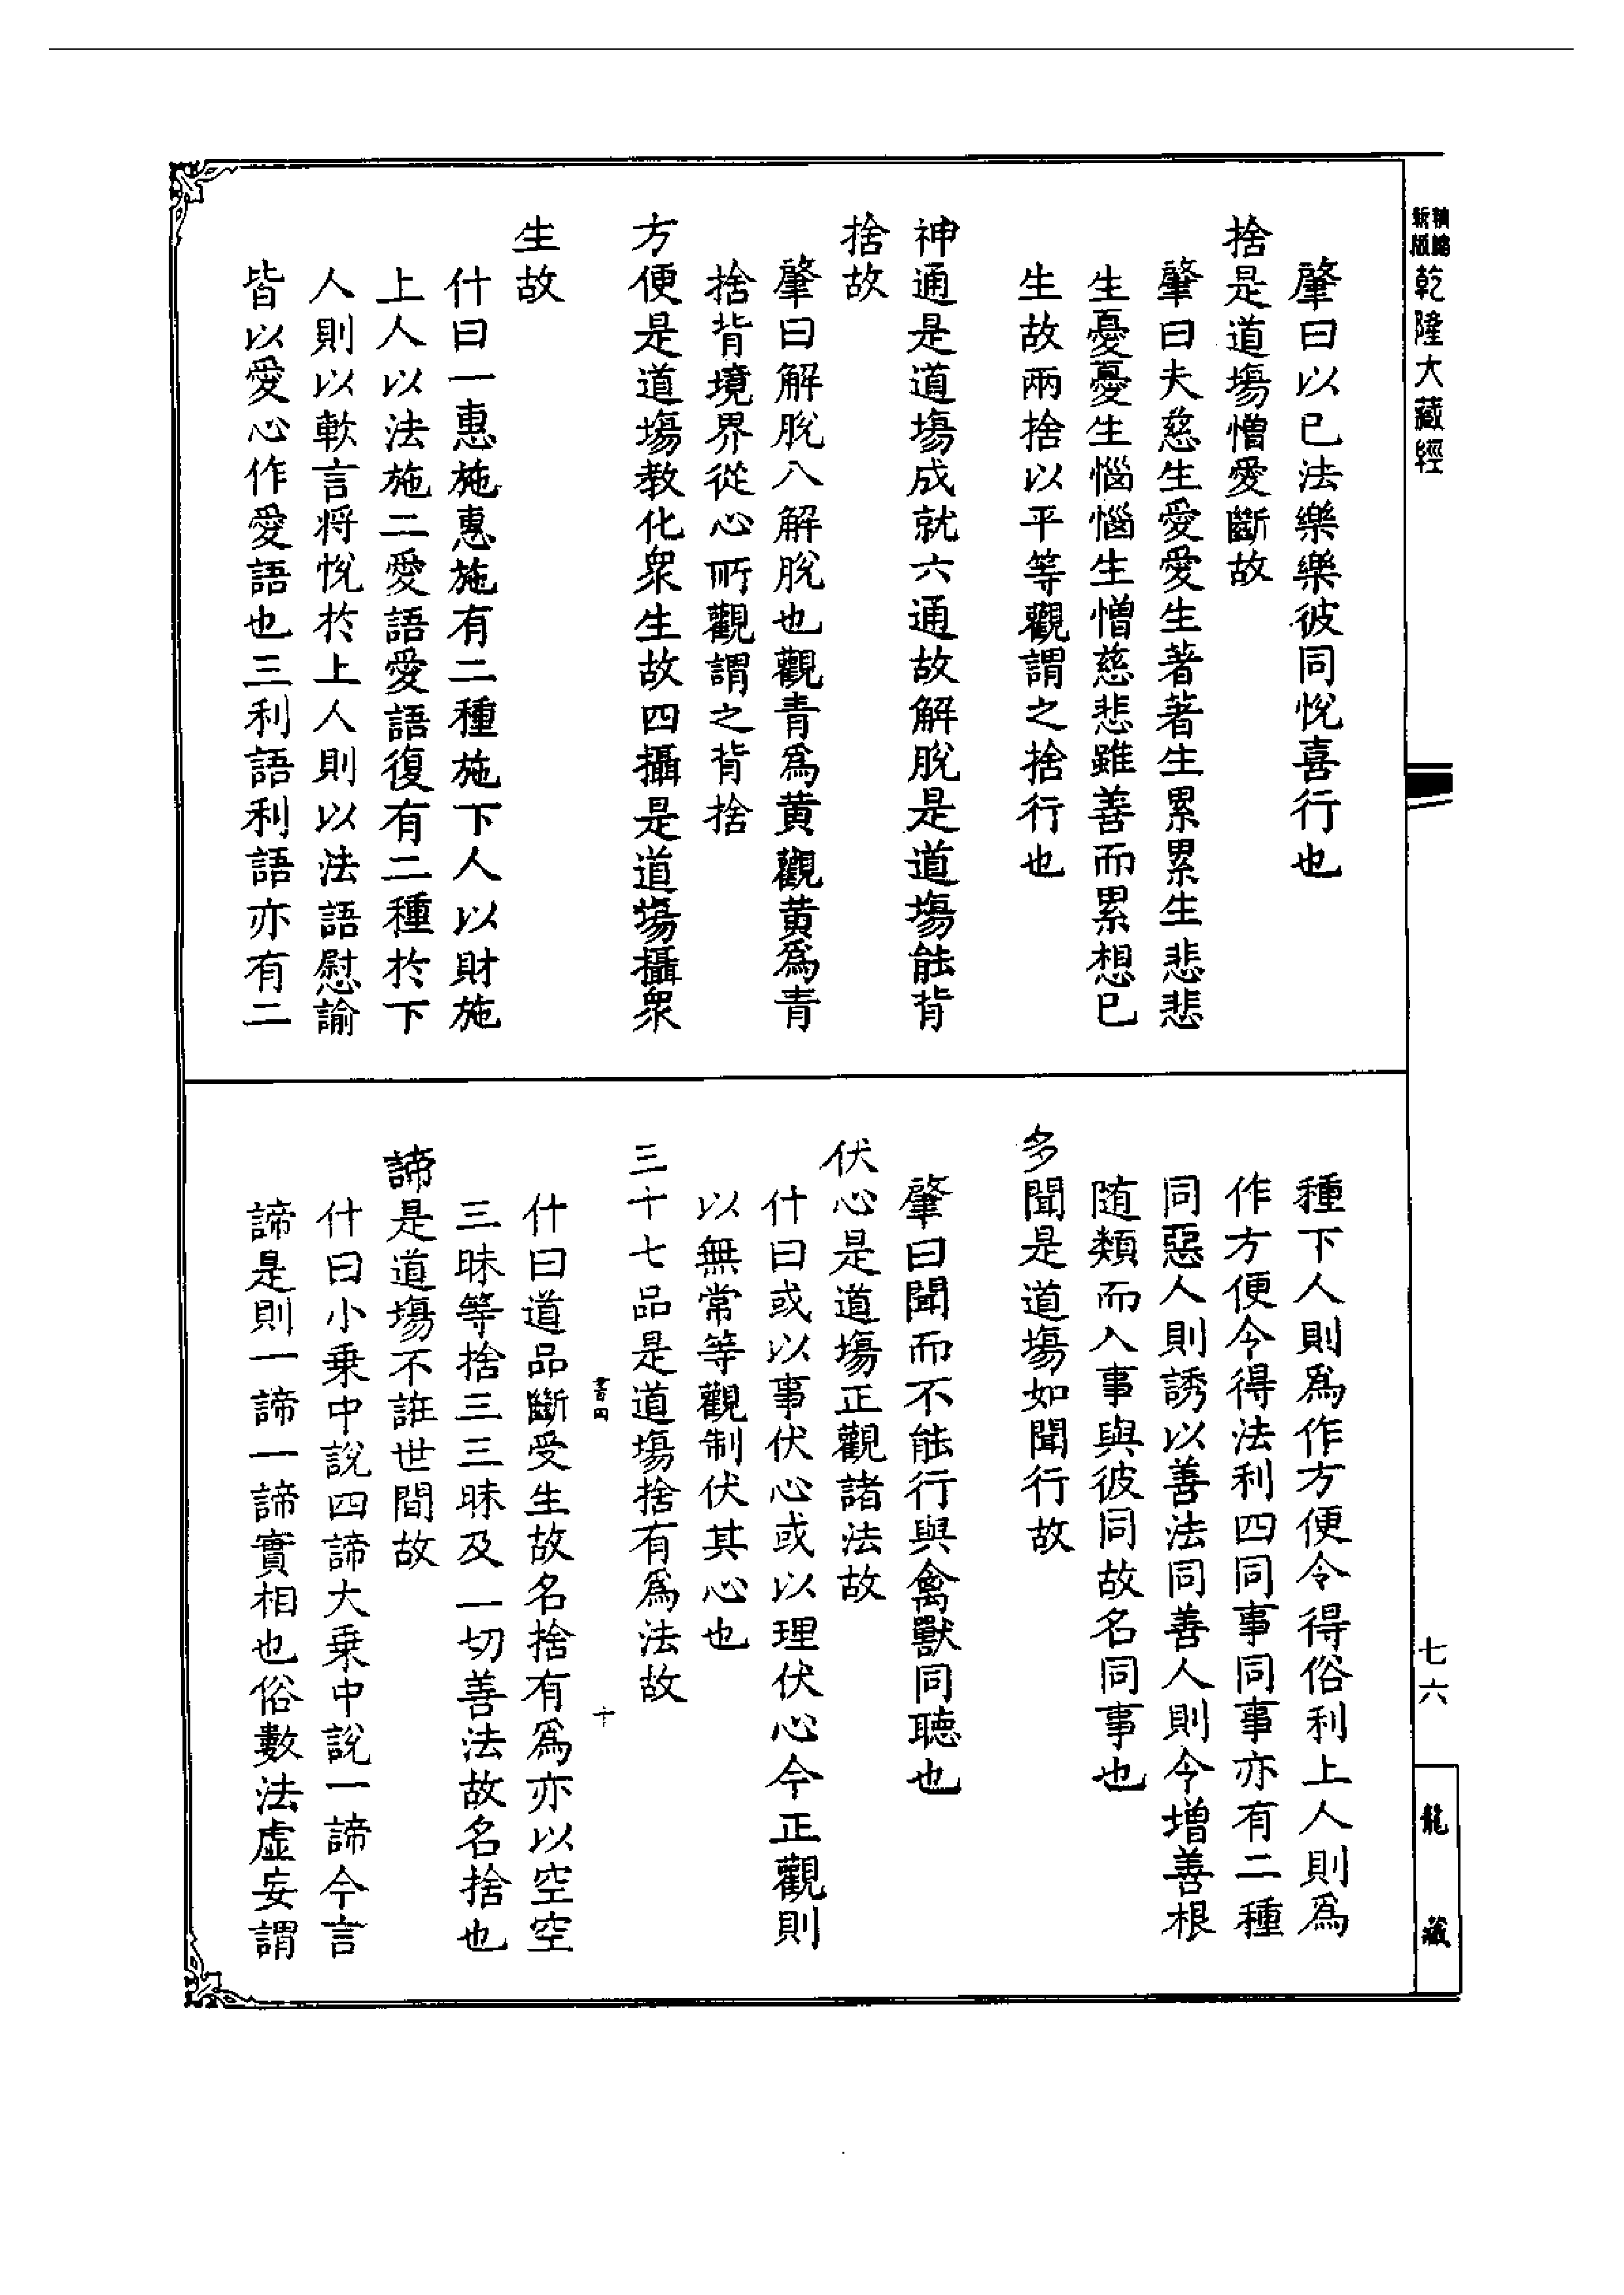 新版
精編
乾隆大藏經
七六
龍藏
肇曰以已法樂樂彼同悅喜行也
捨是道場憎愛斷故
肇曰夫慈生愛愛生著著生累累生悲悲
生憂憂生惱惱生憎慈悲雖善而累想已
生故兩捨以平等觀謂之捨行也
神通是道場成就六通故解脫是道場能背
捨故
肇曰解脫八解脫也觀青爲黃觀黃爲青
捨背境界從心所觀謂之背捨
方便是道場教化衆生故四攝是道場攝衆
生故
什曰一惠施惠施有二種施下人以財施
上人以法施二愛語愛語復有二種於下
人則以軟言將悅於上人則以法語慰諭
皆以愛心作愛語也三利語利語亦有二
種下人則爲作方便令得俗利上人則爲
作方便令得法利四同事同事亦有二種
同惡人則誘以善法同善人則令增善根
随類而入事與彼同故名同事也
多聞是道場如聞行故
肇曰聞而不能行與禽獸同聽也
伏心是道場正觀諸法故
什曰或以事伏心或以理伏心今正觀則
以無常等觀制伏其心也
三十七品是道場捨有爲法故
十
什曰道品斷受生故名捨有爲亦以空空
三昧等捨三三昧及一切善法故名捨也
諦是道場不誑世間故
什曰小乗中說四諦大乗中說一諦今言
諦是則一諦一諦實相也俗數法虛妄謂